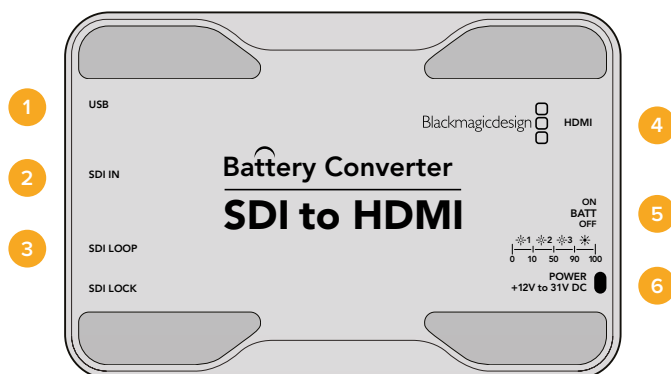 1
USB
Blackmagicdesign
HDMI
4
2
SDI IN
Battery Converter
SDI to HDMI
ON
BATT
OFF
5
3
SDI LOOP
1 2 3
0 10 50 90 100
SDI LOCK
POWER
+12V to 31V DC
6